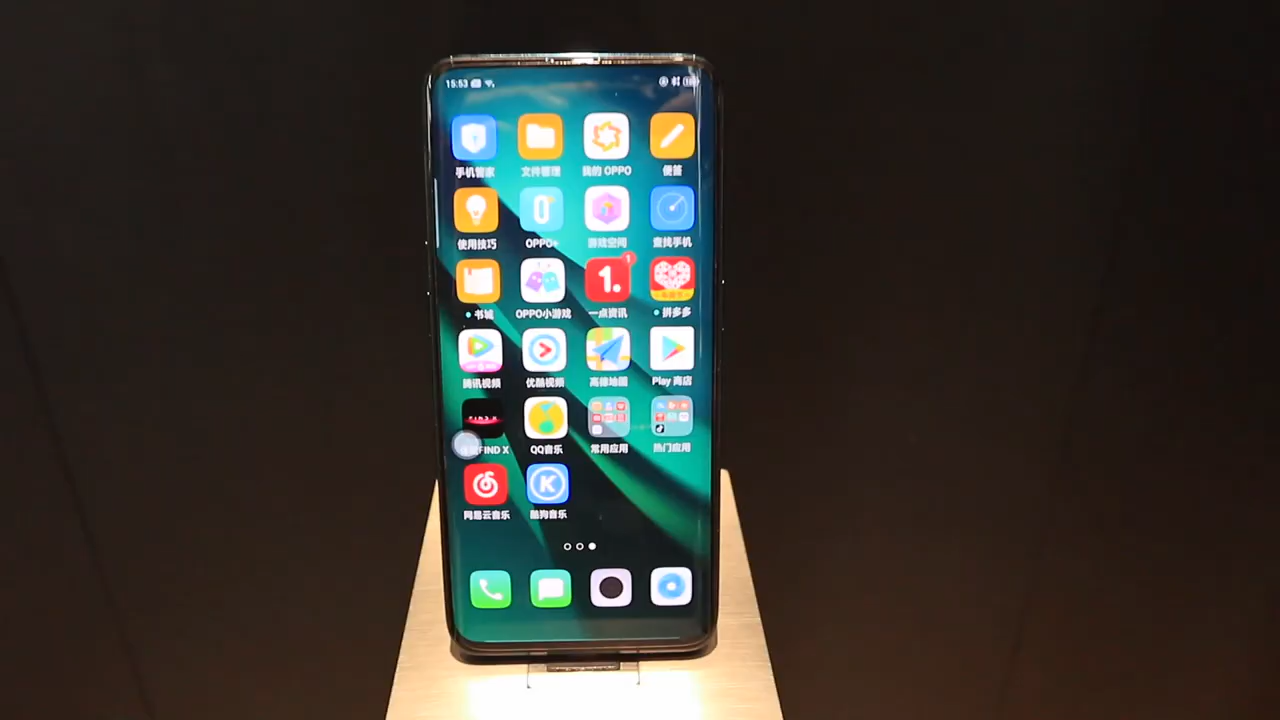 15:53
手机管家 文件管理 我的 OPPO 便签
使用技巧 OPPO+ 游戏空间 查找手机
1
1.
书城 OPPO小游戏 一点资讯 拼多多
腾讯视频 优酷视频 高德地图 Play 商店
FIND X
FIND X QQ音乐 常用应用 热门应用
K
网易云音乐 酷狗音乐